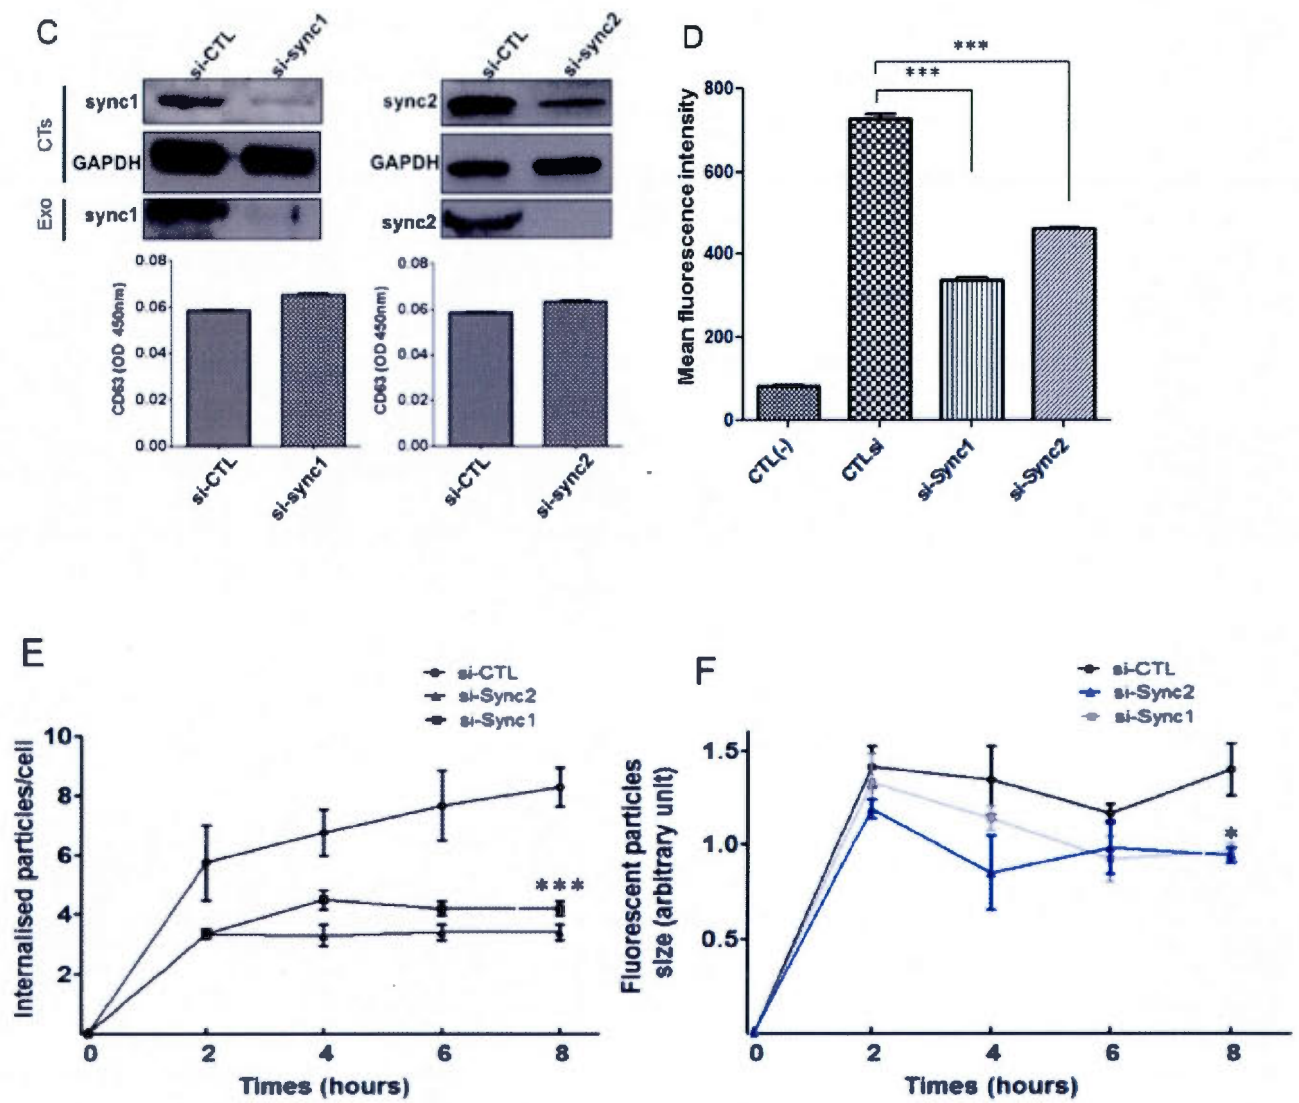 C
si-CTL
si-sync1
CTs
sync1
GAPDH
Exo
sync1
si-CTL
si-sync2
sync2
GAPDH
sync2
CD63 (OD 450nm)
0.08
0.06
0.04
0.02
0.00
si-CTL
si-sync1
CD63 (OD 450nm)
0.08
0.06
0.04
0.02
0.00
si-CTL
si-sync2
D
Mean fluorescence intensity
800
600
400
200
0
***
***
CTL(-)
CTLsi
si-Sync1
si-Sync2
E
si-CTL
si-Sync2
si-Sync1
Internalised particles/cell
10
8
6
4
2
***
0 2 4 6 8
Times (hours)
F
si-CTL
si-Sync2
si-Sync1
Fluorescent particles
size (arbitrary unit)
1.5
1.0
0.5
*
0 2 4 6 8
Times (hours)